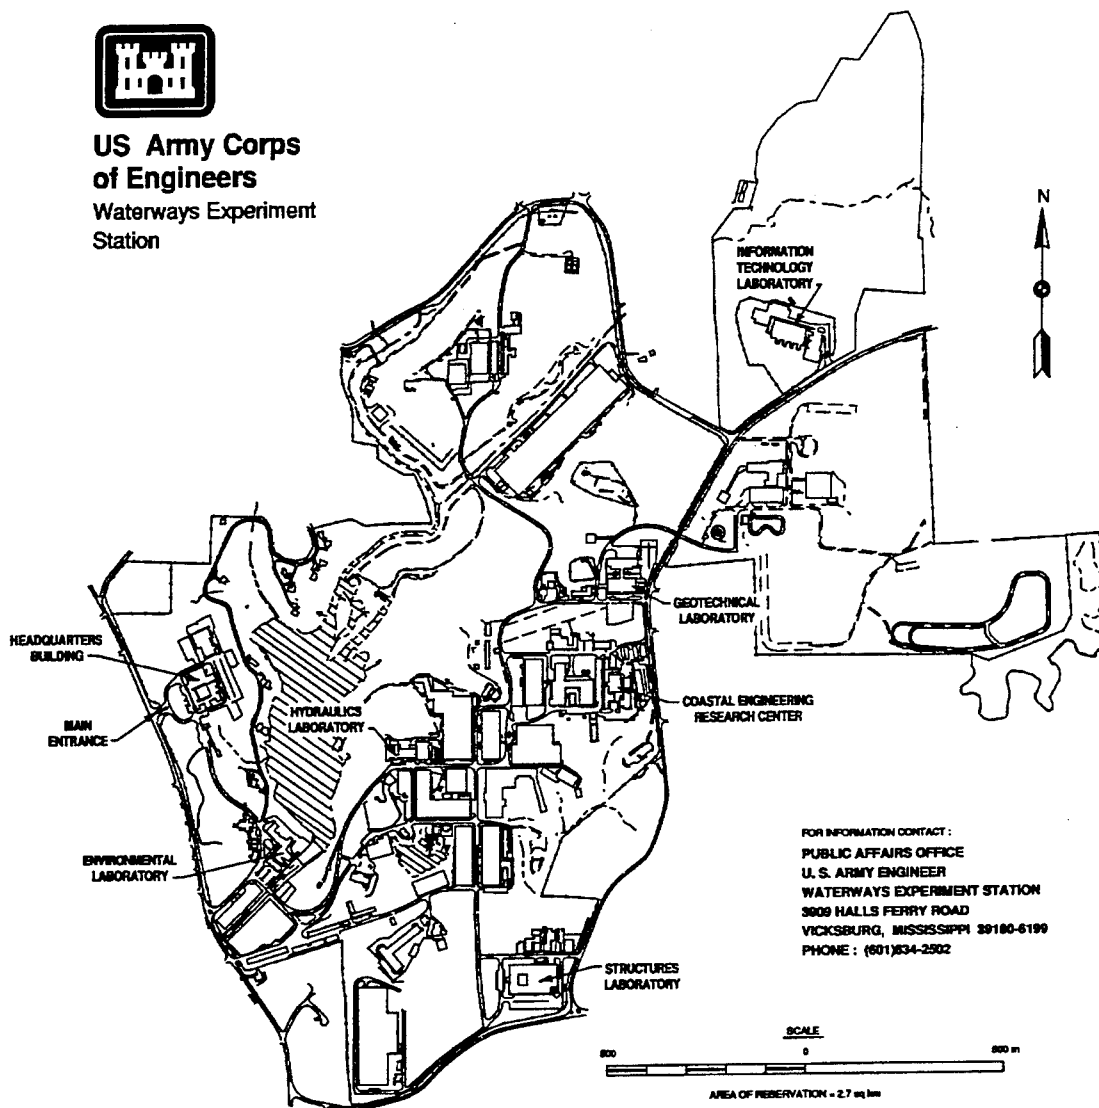 US Army Corps
of Engineers
Waterways Experiment
Station
N
INFORMATION
TECHNOLOGY
LABORATORY
GEOTECHNICAL
LABORATORY
HEADQUARTERS
BUILDING
MAIN
ENTRANCE
HYDRAULICS
LABORATORY
COASTAL ENGINEERING
RESEARCH CENTER
ENVIRONMENTAL
LABORATORY
STRUCTURES
LABORATORY
FOR INFORMATION CONTACT :
PUBLIC AFFAIRS OFFICE
U. S. ARMY ENGINEER
WATERWAYS EXPERIMENT STATION
3909 HALLS FERRY ROAD
VICKSBURG, MISSISSIPPI 39180-6199
PHONE : (601)634-2502
SCALE
0
AREA OF RESERVATION = 2.7 sq km